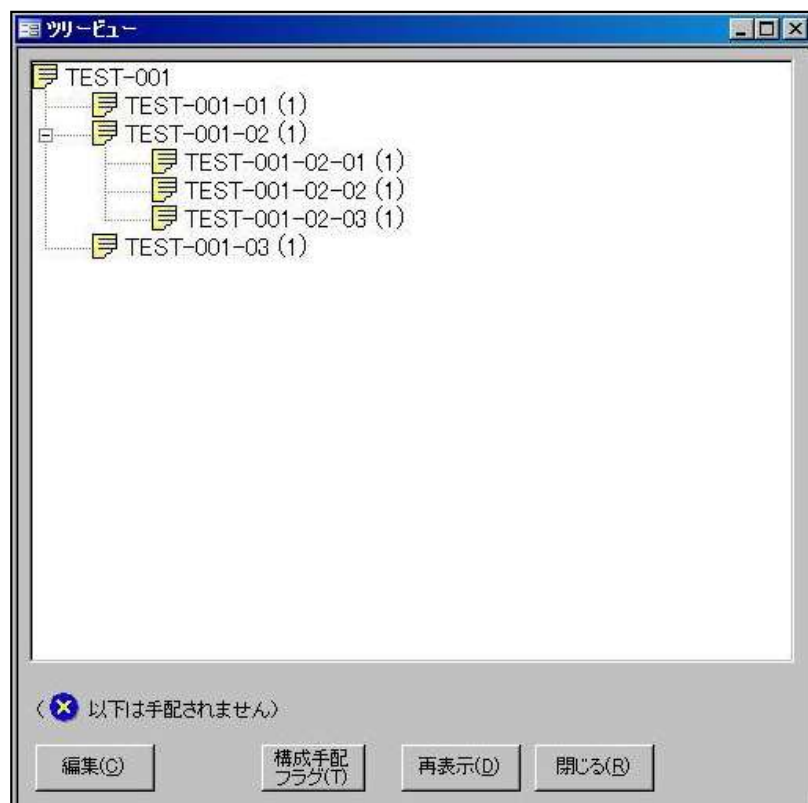 ツリービュー
TEST-001
TEST-001-01 (1)
TEST-001-02 (1)
TEST-001-02-01 (1)
TEST-001-02-02 (1)
TEST-001-02-03 (1)
TEST-001-03 (1)
( 以下は手配されません)
編集(C)
構成手配
フラグ(T)
再表示(D)
閉じる(R)